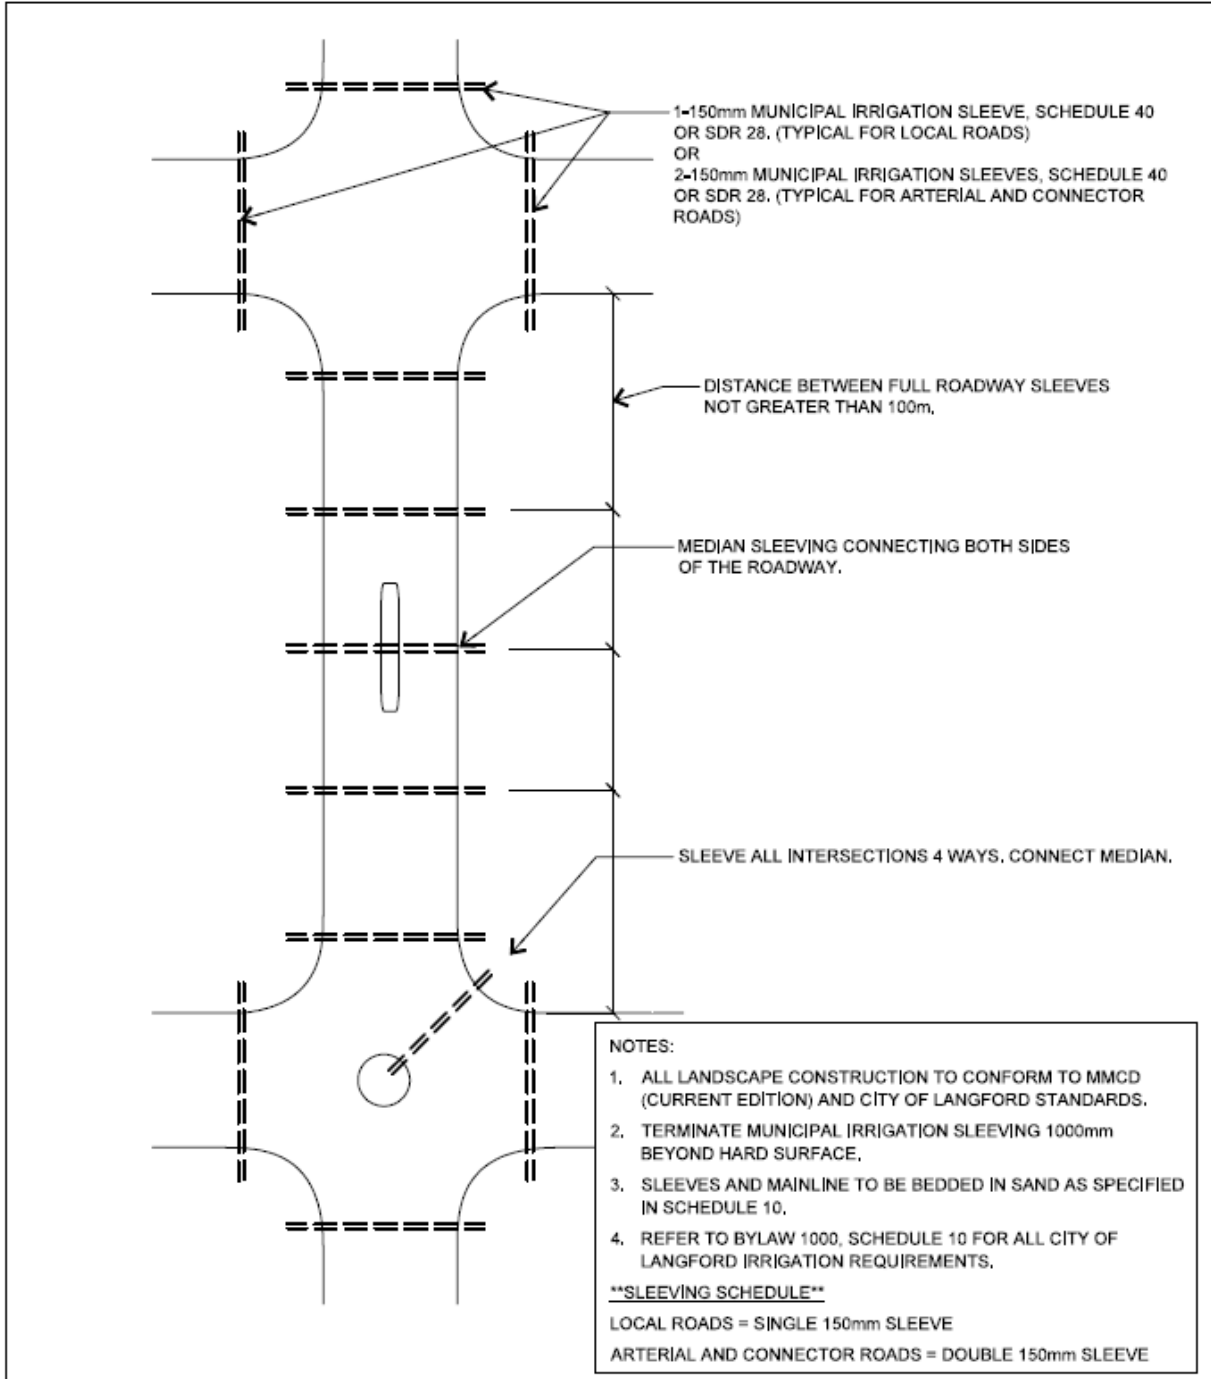 1-150mm MUNICIPAL IRRIGATION SLEEVE, SCHEDULE 40
OR SDR 28. (TYPICAL FOR LOCAL ROADS)
OR
2-150mm MUNICIPAL IRRIGATION SLEEVES, SCHEDULE 40
OR SDR 28. (TYPICAL FOR ARTERIAL AND CONNECTOR
ROADS)
DISTANCE BETWEEN FULL ROADWAY SLEEVES
NOT GREATER THAN 100m.
MEDIAN SLEEVING CONNECTING BOTH SIDES
OF THE ROADWAY.
SLEEVE ALL INTERSECTIONS 4 WAYS. CONNECT MEDIAN.
NOTES:
1. ALL LANDSCAPE CONSTRUCTION TO CONFORM TO MMCD
(CURRENT EDITION) AND CITY OF LANGFORD STANDARDS.
2. TERMINATE MUNICIPAL IRRIGATION SLEEVING 1000mm
BEYOND HARD SURFACE.
3. SLEEVES AND MAINLINE TO BE BEDDED IN SAND AS SPECIFIED
IN SCHEDULE 10.
4. REFER TO BYLAW 1000, SCHEDULE 10 FOR ALL CITY OF
LANGFORD IRRIGATION REQUIREMENTS.
**SLEEVING SCHEDULE**
LOCAL ROADS = SINGLE 150mm SLEEVE
ARTERIAL AND CONNECTOR ROADS = DOUBLE 150mm SLEEVE